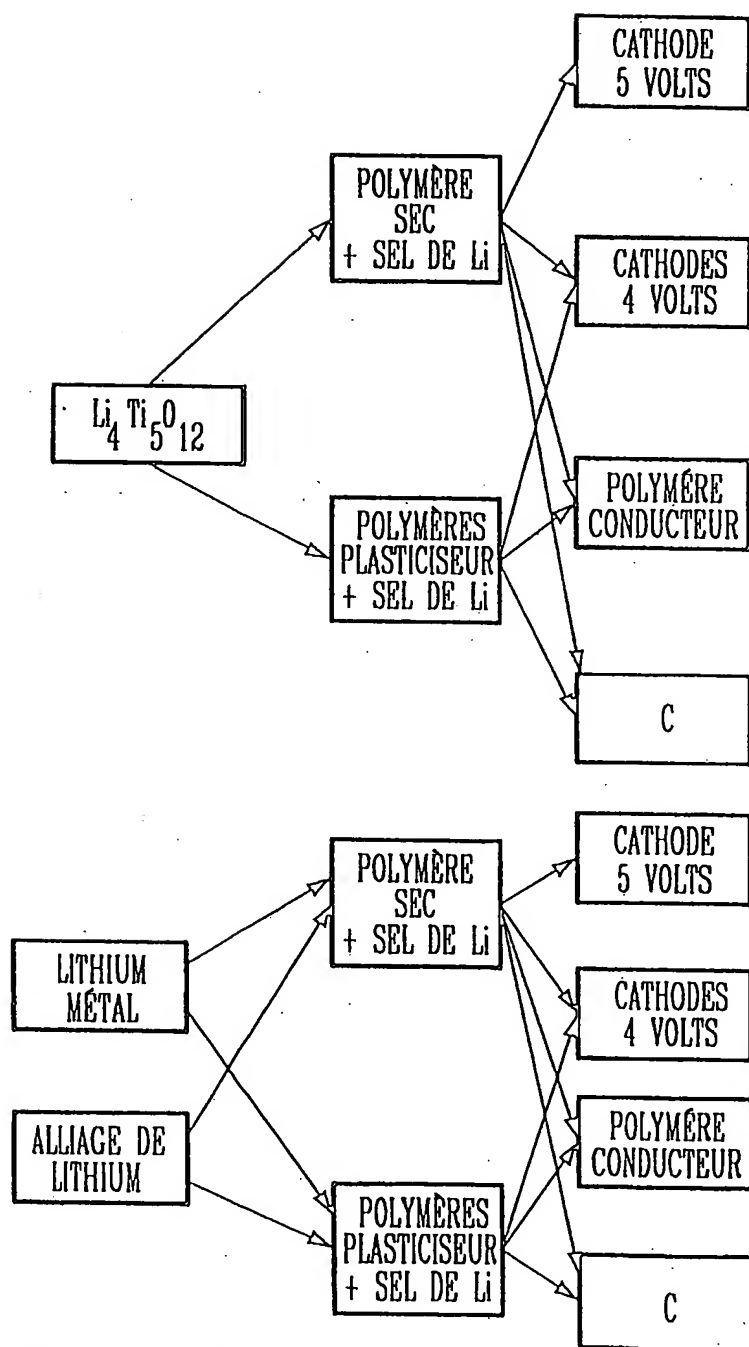 CATHODE
5 VOLTS
POLYMÈRE
SEC
+ SEL DE Li
CATHODES
4 VOLTS
Li4Ti5O12
POLYMÈRES
PLASTICISEUR
+ SEL DE Li
POLYMÉRE
CONDUCTEUR
C
CATHODE
5 VOLTS
POLYMÈRE
SEC
+ SEL DE Li
LITHIUM
MÉTAL
CATHODES
4 VOLTS
ALLIAGE DE
LITHIUM
POLYMÉRE
CONDUCTEUR
POLYMÈRES
PLASTICISEUR
+ SEL DE Li
C